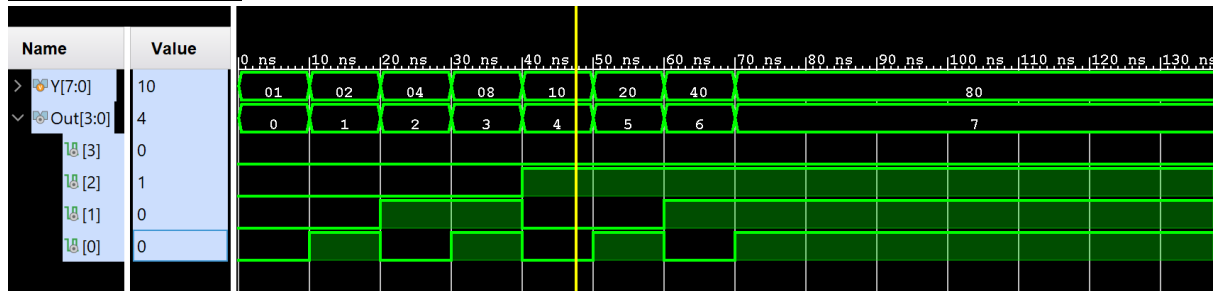 Name Value
0 ns 10 ns 20 ns 30 ns 40 ns 50 ns 60 ns 70 ns 80 ns 90 ns 100 ns 110 ns 120 ns 130 ns
Y[7:0] 10 01 02 04 08 10 20 40 80
Out[3:0] 4 0 1 2 3 4 5 6 7
[3] 0
[2] 1
[1] 0
[0] 0